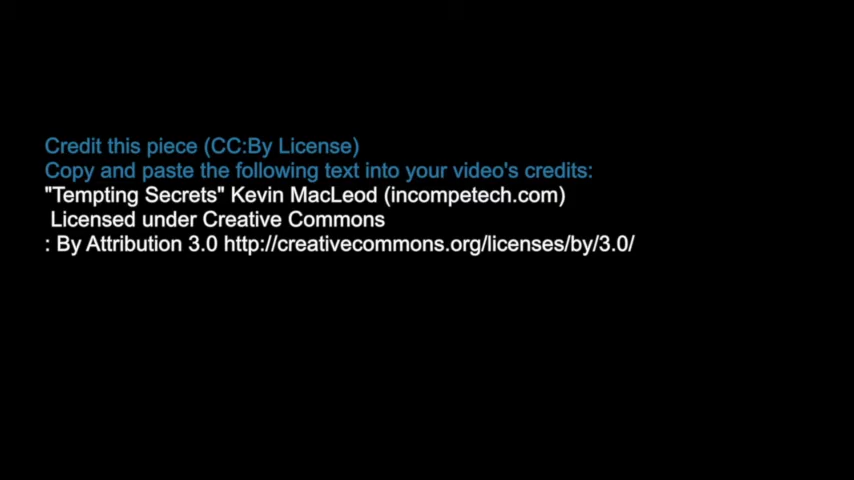 Credit this piece (CC:By License)
Copy and paste the following text into your video's credits:
"Tempting Secrets" Kevin MacLeod (incompetech.com)
Licensed under Creative Commons
: By Attribution 3.0 http://creativecommons.org/licenses/by/3.0/